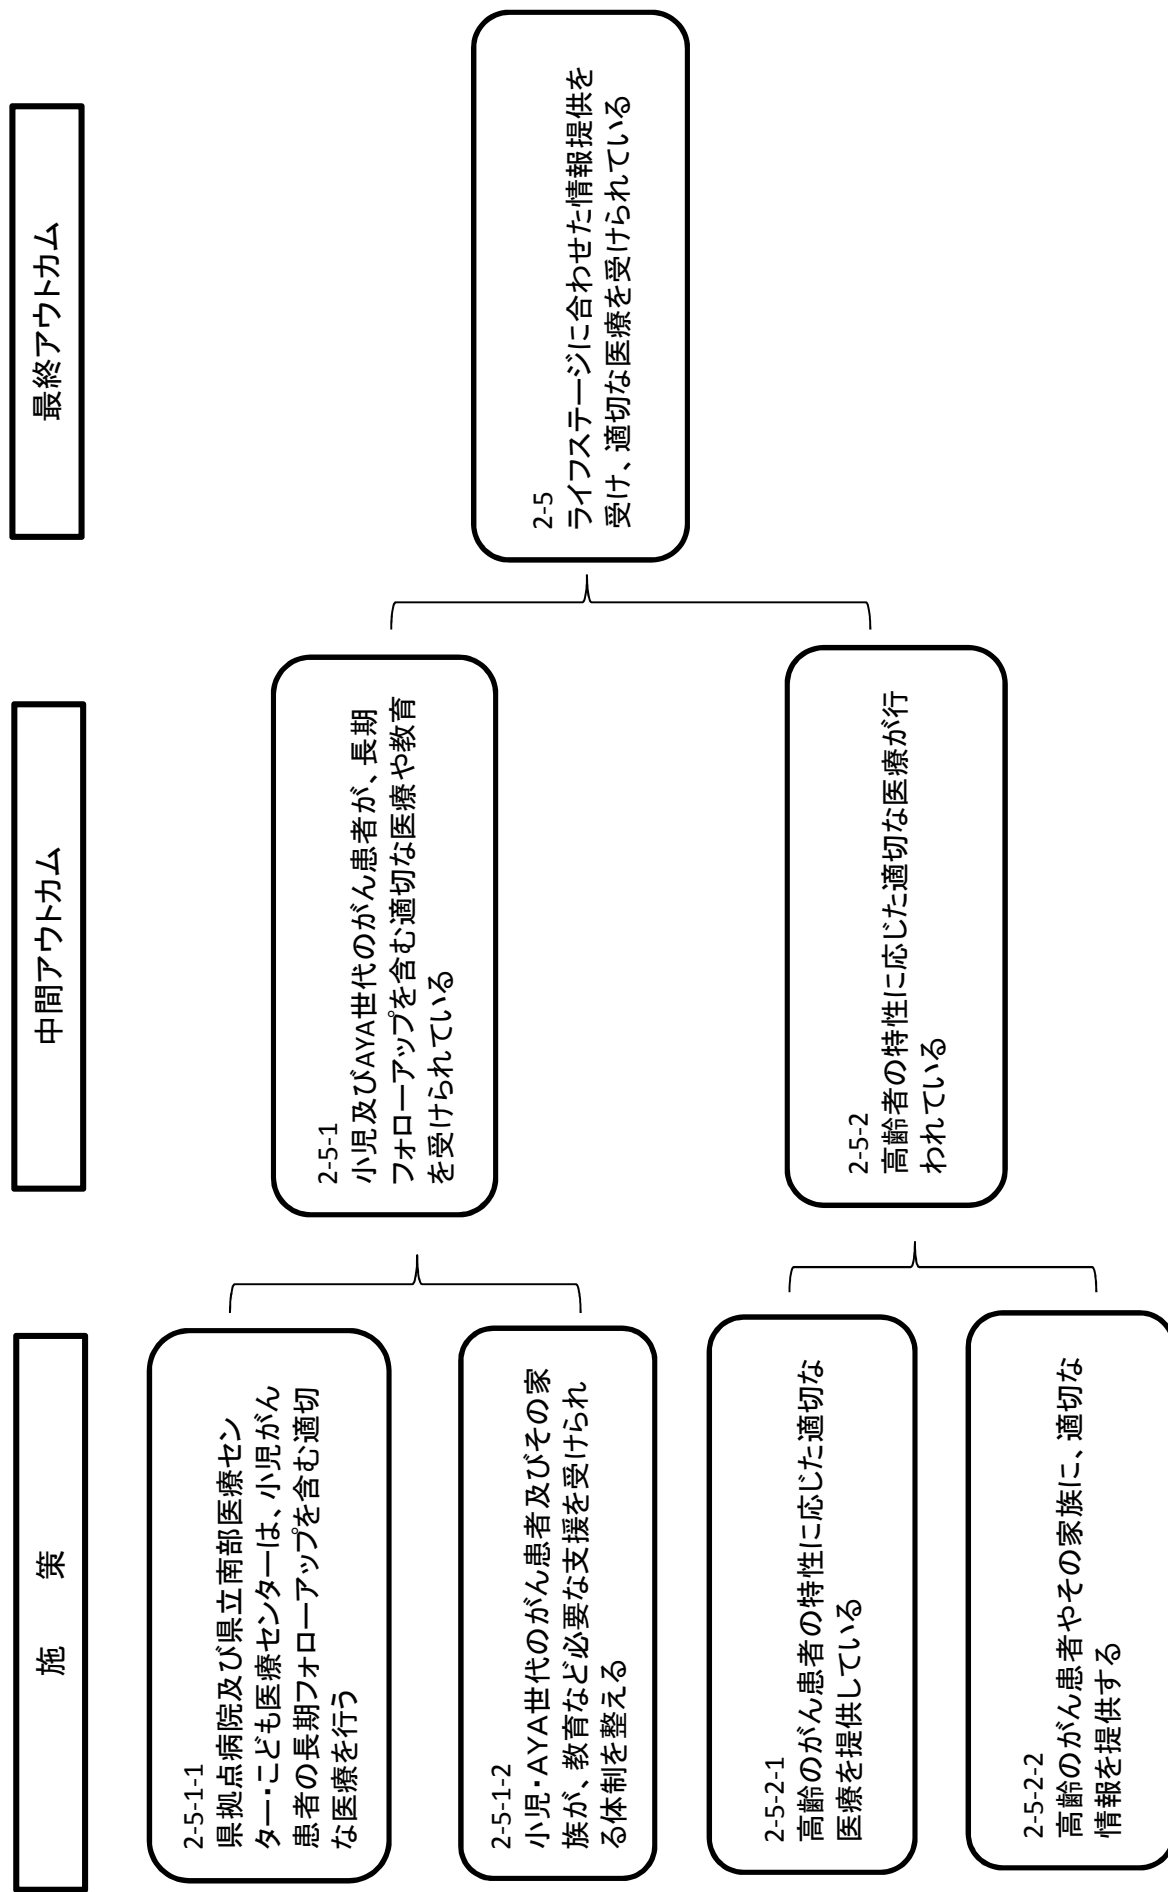 施　策
中間アウトカム
最終アウトカム
2-5-1-1
県拠点病院及び県立南部医療セン
ター・こども医療センターは、小児がん
患者の長期フォローアップを含む適切
な医療を行う
2-5-1-2
小児・AYA世代のがん患者及びその家
族が、教育など必要な支援を受けられ
る体制を整える
2-5-2-1
高齢のがん患者の特性に応じた適切な
医療を提供している
2-5-2-2
高齢のがん患者やその家族に、適切な
情報を提供する
2-5-1
小児及びAYA世代のがん患者が、長期
フォローアップを含む適切な医療や教育
を受けられている
2-5-2
高齢者の特性に応じた適切な医療が行
われている
2-5
ライフステージに合わせた情報提供を
受け、適切な医療を受けられている